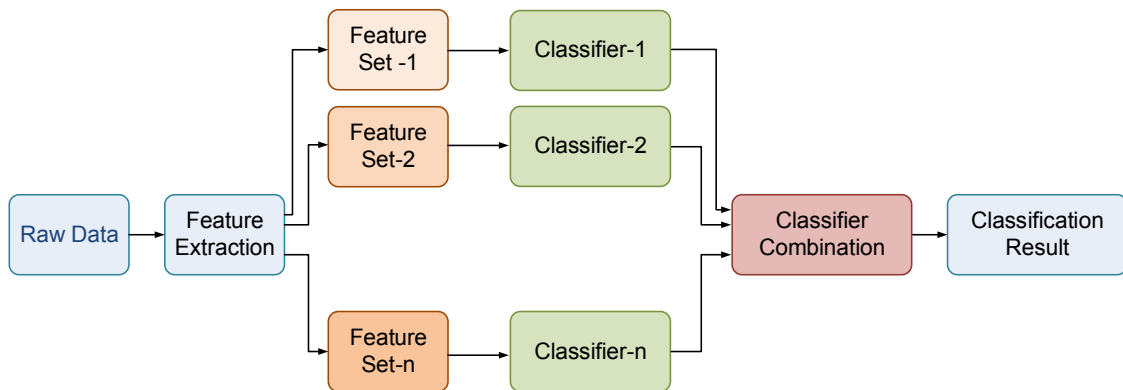 Raw Data
Feature
Extraction
Feature
Set -1
Classifier-1
Feature
Set-2
Classifier-2
Feature
Set-n
Classifier-n
Classifier
Combination
Classification
Result